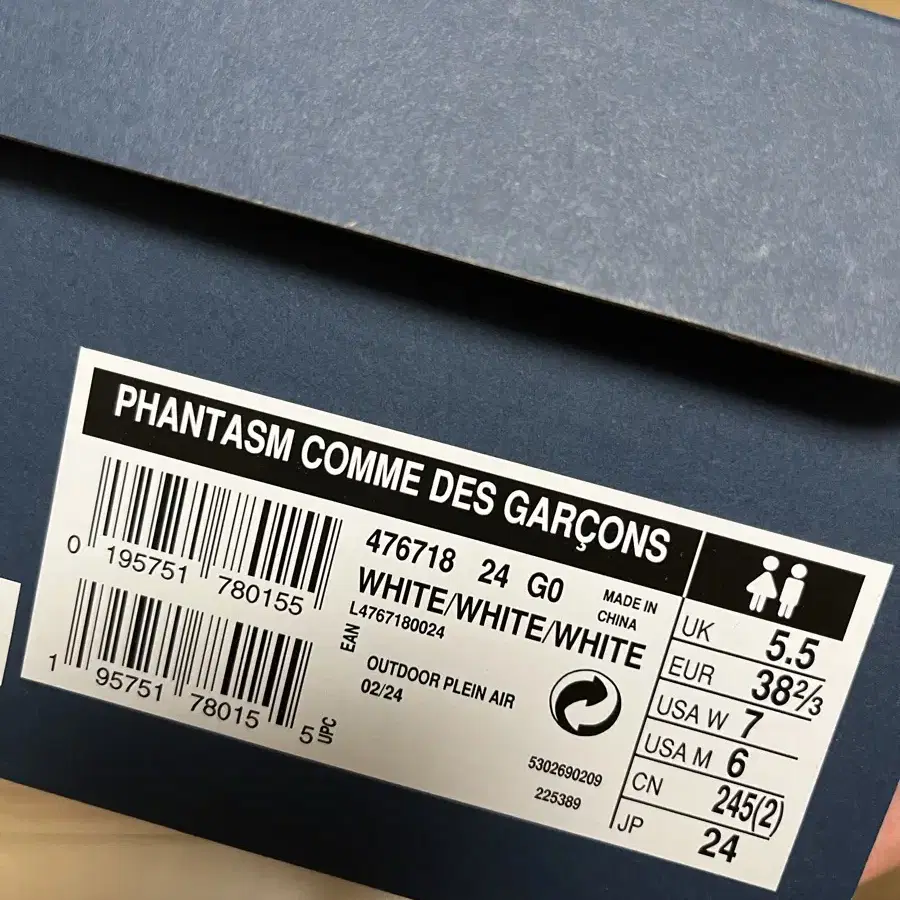 PHANTASM COMME DES GARÇONS
0 195751 780155
476718 24 G0
WHITE/WHITE/WHITE
MADE IN
CHINA
EAN
L4767180024
1 95751 78015 5
UPC
OUTDOOR PLEIN AIR
02/24
5302690209
225389
UK 5.5
EUR 38⅔
USA W 7
USA M 6
CN 245(2)
JP 24